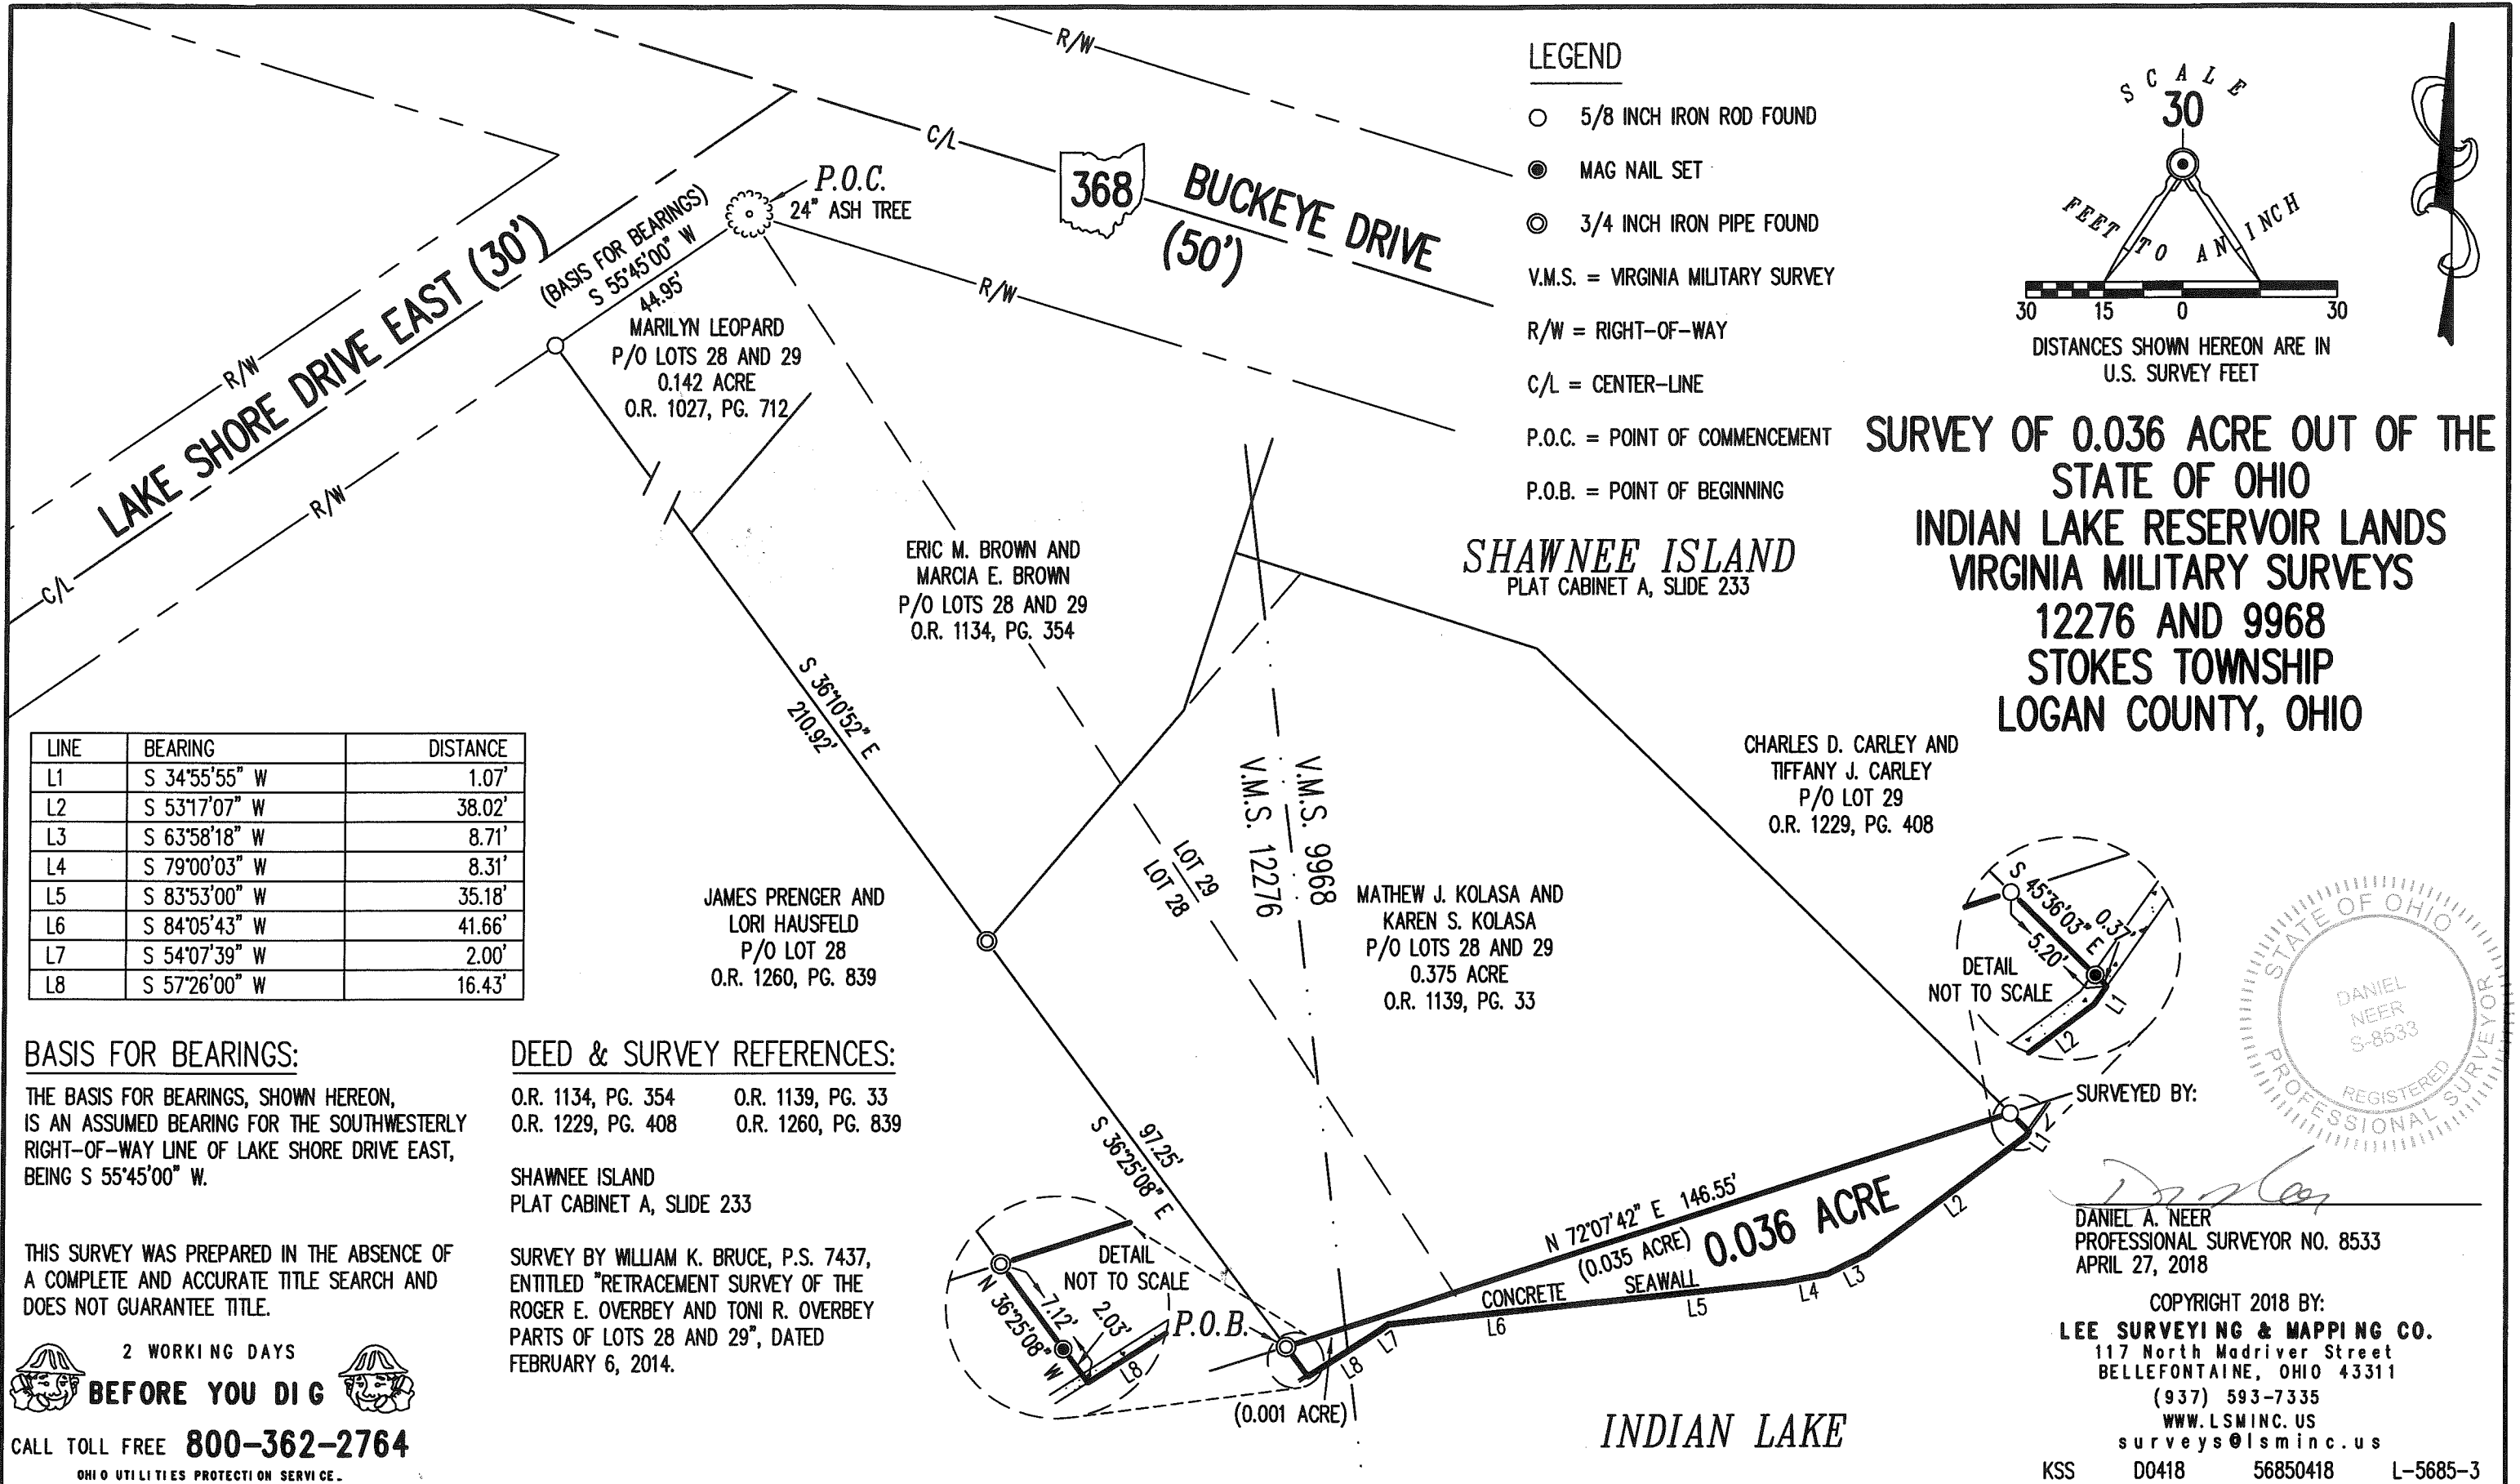 R/W
C/L
P.O.C.
24" ASH TREE
368
BUCKEYE DRIVE
(50')
R/W
LAKE SHORE DRIVE EAST (30')
R/W
R/W
C/L
(BASIS FOR BEARINGS)
S 55°45'00" W
44.95'
MARILYN LEOPARD
P/O LOTS 28 AND 29
0.142 ACRE
O.R. 1027, PG. 712
LEGEND
5/8 INCH IRON ROD FOUND
MAG NAIL SET
3/4 INCH IRON PIPE FOUND
V.M.S. = VIRGINIA MILITARY SURVEY
R/W = RIGHT-OF-WAY
C/L = CENTER-LINE
P.O.C. = POINT OF COMMENCEMENT
P.O.B. = POINT OF BEGINNING
SCALE
30
FEET TO AN INCH
30 15 0 30
DISTANCES SHOWN HEREON ARE IN
U.S. SURVEY FEET
SURVEY OF 0.036 ACRE OUT OF THE
STATE OF OHIO
INDIAN LAKE RESERVOIR LANDS
VIRGINIA MILITARY SURVEYS
12276 AND 9968
STOKES TOWNSHIP
LOGAN COUNTY, OHIO
SHAWNEE ISLAND
PLAT CABINET A, SLIDE 233
ERIC M. BROWN AND
MARCIA E. BROWN
P/O LOTS 28 AND 29
O.R. 1134, PG. 354
S 36°10'52" E
210.92'
LINE BEARING DISTANCE
L1 S 34°55'55" W 1.07'
L2 S 53°17'07" W 38.02'
L3 S 63°58'18" W 8.71'
L4 S 79°00'03" W 8.31'
L5 S 83°53'00" W 35.18'
L6 S 84°05'43" W 41.66'
L7 S 54°07'39" W 2.00'
L8 S 57°26'00" W 16.43'
V.M.S. 9968
V.M.S. 12276
LOT 29
LOT 28
JAMES PRENGER AND
LORI HAUSFELD
P/O LOT 28
O.R. 1260, PG. 839
MATHEW J. KOLASA AND
KAREN S. KOLASA
P/O LOTS 28 AND 29
0.375 ACRE
O.R. 1139, PG. 33
CHARLES D. CARLEY AND
TIFFANY J. CARLEY
P/O LOT 29
O.R. 1229, PG. 408
S 45°36'03" E
0.37'
5.20'
DETAIL
NOT TO SCALE
L1
L2
STATE OF OHIO
DANIEL
NEER
S-8533
REGISTERED
PROFESSIONAL SURVEYOR
BASIS FOR BEARINGS:
THE BASIS FOR BEARINGS, SHOWN HEREON,
IS AN ASSUMED BEARING FOR THE SOUTHWESTERLY
RIGHT-OF-WAY LINE OF LAKE SHORE DRIVE EAST,
BEING S 55°45'00" W.
THIS SURVEY WAS PREPARED IN THE ABSENCE OF
A COMPLETE AND ACCURATE TITLE SEARCH AND
DOES NOT GUARANTEE TITLE.
2 WORKING DAYS
BEFORE YOU DIG
CALL TOLL FREE 800-362-2764
OHIO UTILITIES PROTECTION SERVICE.
DEED & SURVEY REFERENCES:
O.R. 1134, PG. 354 O.R. 1139, PG. 33
O.R. 1229, PG. 408 O.R. 1260, PG. 839
SHAWNEE ISLAND
PLAT CABINET A, SLIDE 233
SURVEY BY WILLIAM K. BRUCE, P.S. 7437,
ENTITLED "RETRACEMENT SURVEY OF THE
ROGER E. OVERBEY AND TONI R. OVERBEY
PARTS OF LOTS 28 AND 29", DATED
FEBRUARY 6, 2014.
97.25'
S 36°25'08" E
DETAIL
NOT TO SCALE
N 36°25'08" W
7.12'
2.03'
L8
P.O.B.
(0.001 ACRE)
N 72°07'42" E 146.55'
(0.035 ACRE)
0.036 ACRE
CONCRETE SEAWALL
L8
L7
L6
L5
L4
L3
L2
L1
INDIAN LAKE
SURVEYED BY:
DANIEL A. NEER
PROFESSIONAL SURVEYOR NO. 8533
APRIL 27, 2018
COPYRIGHT 2018 BY:
LEE SURVEYING & MAPPING CO.
117 North Madriver Street
BELLEFONTAINE, OHIO 43311
(937) 593-7335
WWW.LSMINC.US
surveys@lsminc.us
KSS D0418 56850418 L-5685-3